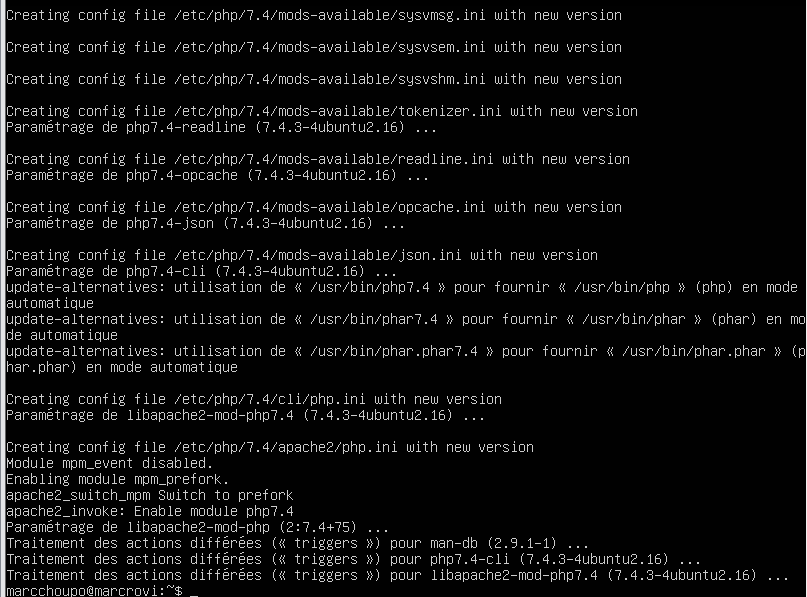 Creating config file /etc/php/7.4/mods-available/sysvmsg.ini with new version
Creating config file /etc/php/7.4/mods-available/sysvsem.ini with new version
Creating config file /etc/php/7.4/mods-available/sysvshm.ini with new version
Creating config file /etc/php/7.4/mods-available/tokenizer.ini with new version
Paramétrage de php7.4-readline (7.4.3-4ubuntu2.16) ...
Creating config file /etc/php/7.4/mods-available/readline.ini with new version
Paramétrage de php7.4-opcache (7.4.3-4ubuntu2.16) ...
Creating config file /etc/php/7.4/mods-available/opcache.ini with new version
Paramétrage de php7.4-json (7.4.3-4ubuntu2.16) ...
Creating config file /etc/php/7.4/mods-available/json.ini with new version
Paramétrage de php7.4-cli (7.4.3-4ubuntu2.16) ...
update-alternatives: utilisation de « /usr/bin/php7.4 » pour fournir « /usr/bin/php » (php) en mode
automatique
update-alternatives: utilisation de « /usr/bin/phar7.4 » pour fournir « /usr/bin/phar » (phar) en mo
de automatique
update-alternatives: utilisation de « /usr/bin/phar.phar7.4 » pour fournir « /usr/bin/phar.phar » (p
har.phar) en mode automatique
Creating config file /etc/php/7.4/cli/php.ini with new version
Paramétrage de libapache2-mod-php7.4 (7.4.3-4ubuntu2.16) ...
Creating config file /etc/php/7.4/apache2/php.ini with new version
Module mpm_event disabled.
Enabling module mpm_prefork.
apache2_switch_mpm Switch to prefork
apache2_invoke: Enable module php7.4
Paramétrage de libapache2-mod-php (2:7.4+75) ...
Traitement des actions différées (« triggers ») pour man-db (2.9.1-1) ...
Traitement des actions différées (« triggers ») pour php7.4-cli (7.4.3-4ubuntu2.16) ...
Traitement des actions différées (« triggers ») pour libapache2-mod-php7.4 (7.4.3-4ubuntu2.16) ...
marcchoupo@marcrovi:~$ _